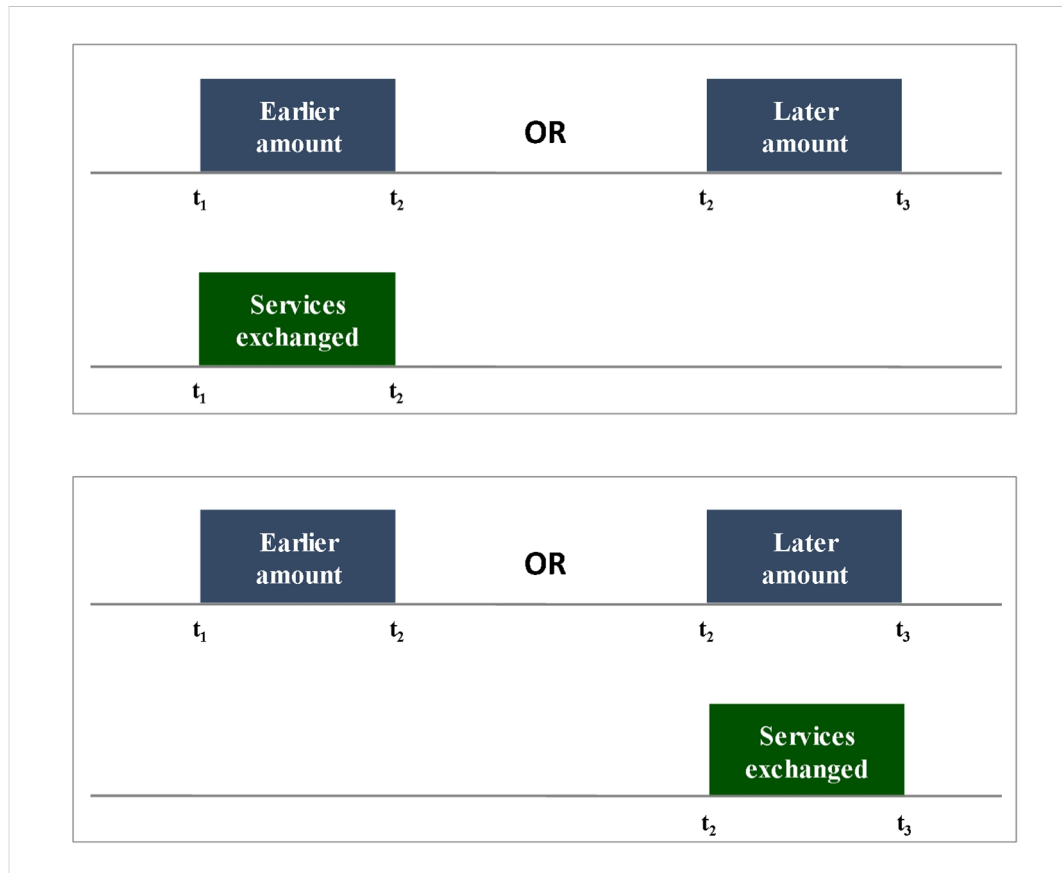 Earlier
amount
OR
Later
amount
t₁
t₂
t₂
t₃
Services
exchanged
t₁
t₂
Earlier
amount
OR
Later
amount
t₁
t₂
t₂
t₃
Services
exchanged
t₂
t₃